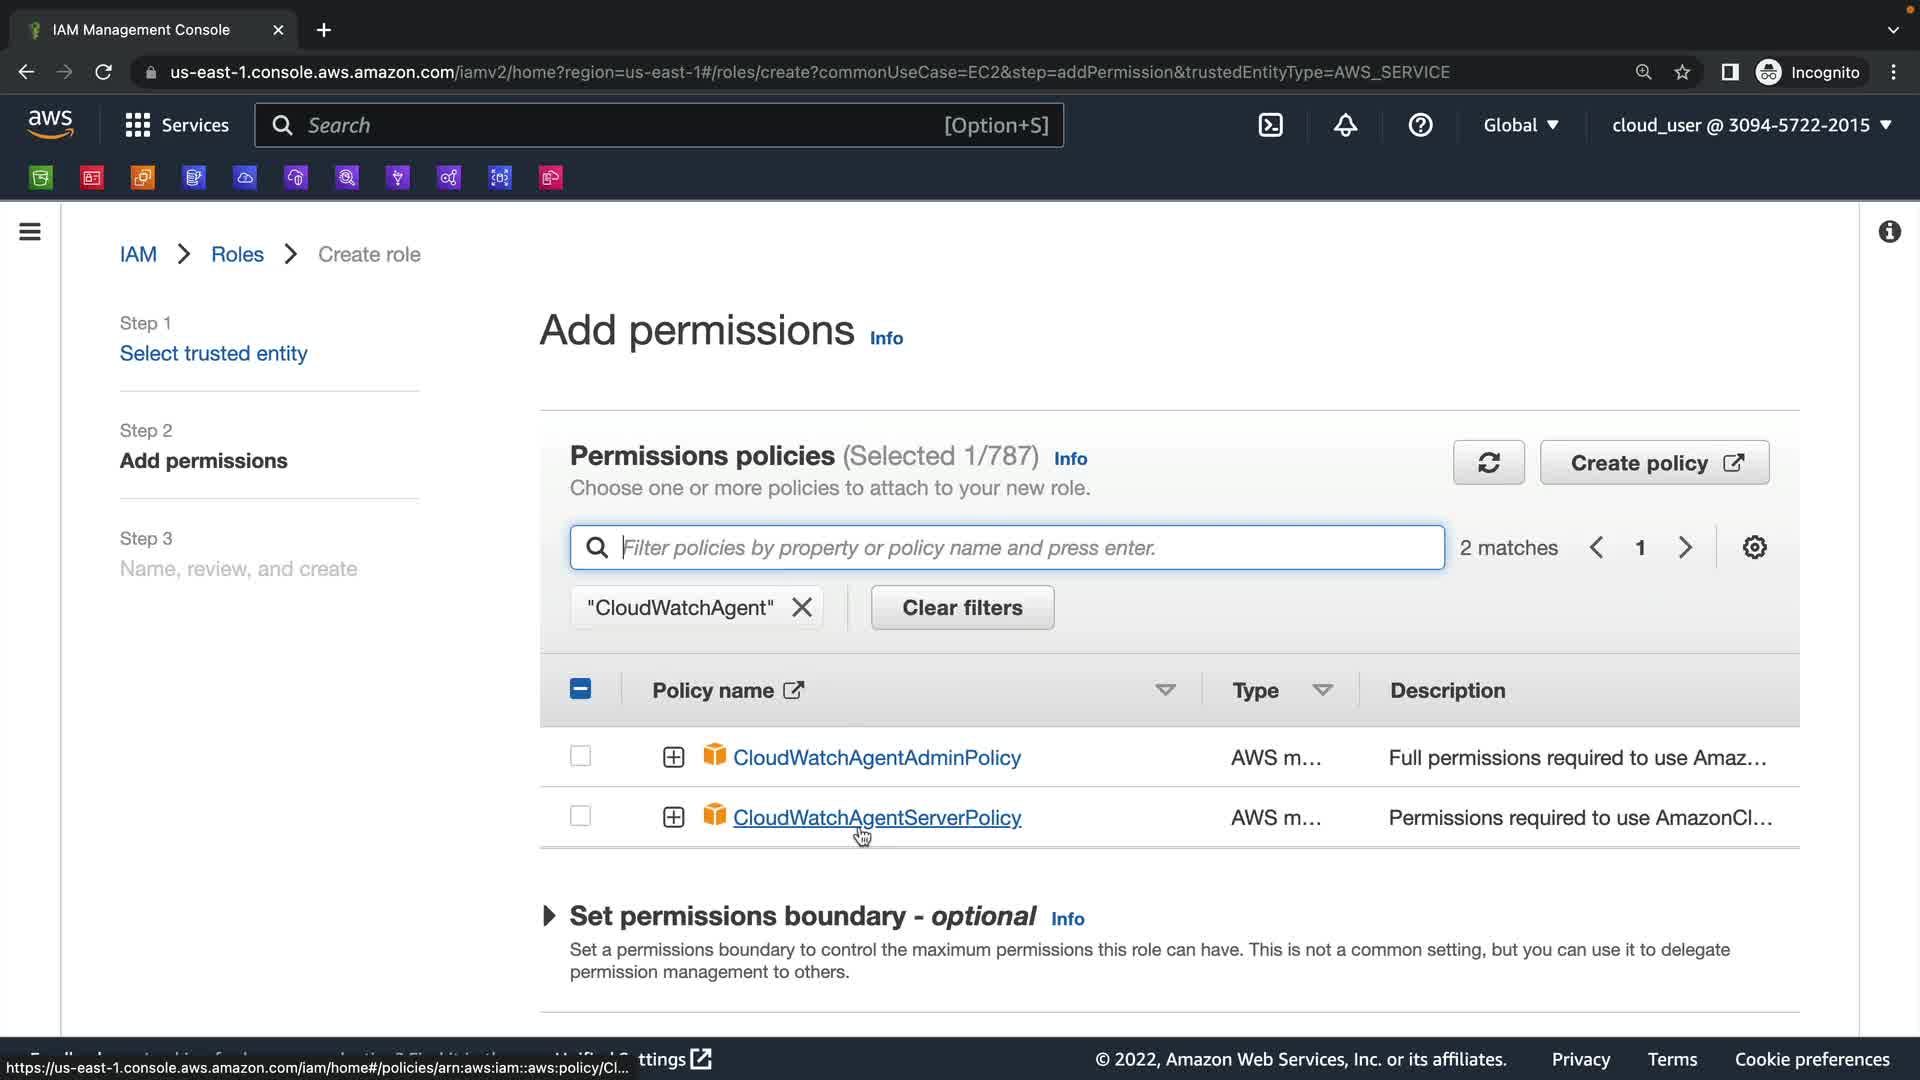 IAM Management Console
us-east-1.console.aws.amazon.com/iamv2/home?region=us-east-1#/roles/create?commonUseCase=EC2&step=addPermission&trustedEntityType=AWS_SERVICE
Incognito
aws
Services
Search
[Option+S]
Global
cloud_user @ 3094-5722-2015
IAM
Roles
Create role
Step 1
Select trusted entity
Step 2
Add permissions
Step 3
Name, review, and create
Add permissions Info
Permissions policies (Selected 1/787) Info
Choose one or more policies to attach to your new role.
Create policy
Filter policies by property or policy name and press enter.
2 matches
1
"CloudWatchAgent"
Clear filters
Policy name
Type
Description
CloudWatchAgentAdminPolicy
AWS m...
Full permissions required to use Amaz...
CloudWatchAgentServerPolicy
AWS m...
Permissions required to use AmazonCl...
Set permissions boundary - optional Info
Set a permissions boundary to control the maximum permissions this role can have. This is not a common setting, but you can use it to delegate
permission management to others.
https://us-east-1.console.aws.amazon.com/iam/home#/policies/arn:aws:iam::aws:policy/Cl...
© 2022, Amazon Web Services, Inc. or its affiliates.
Privacy
Terms
Cookie preferences